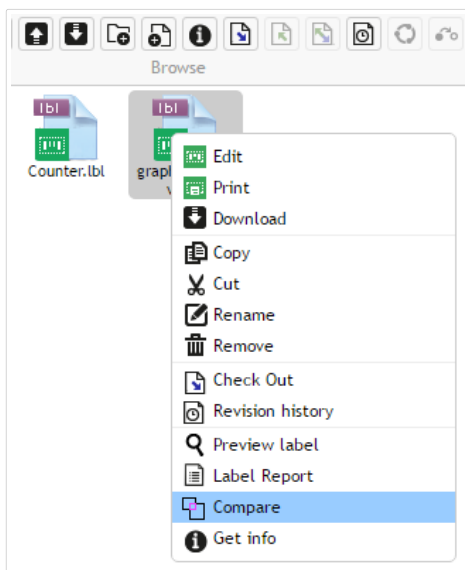 Browse
lbl
lbl
Counter.lbl
Edit
Print
Download
Copy
Cut
Rename
Remove
Check Out
Revision history
Preview label
Label Report
Compare
Get info